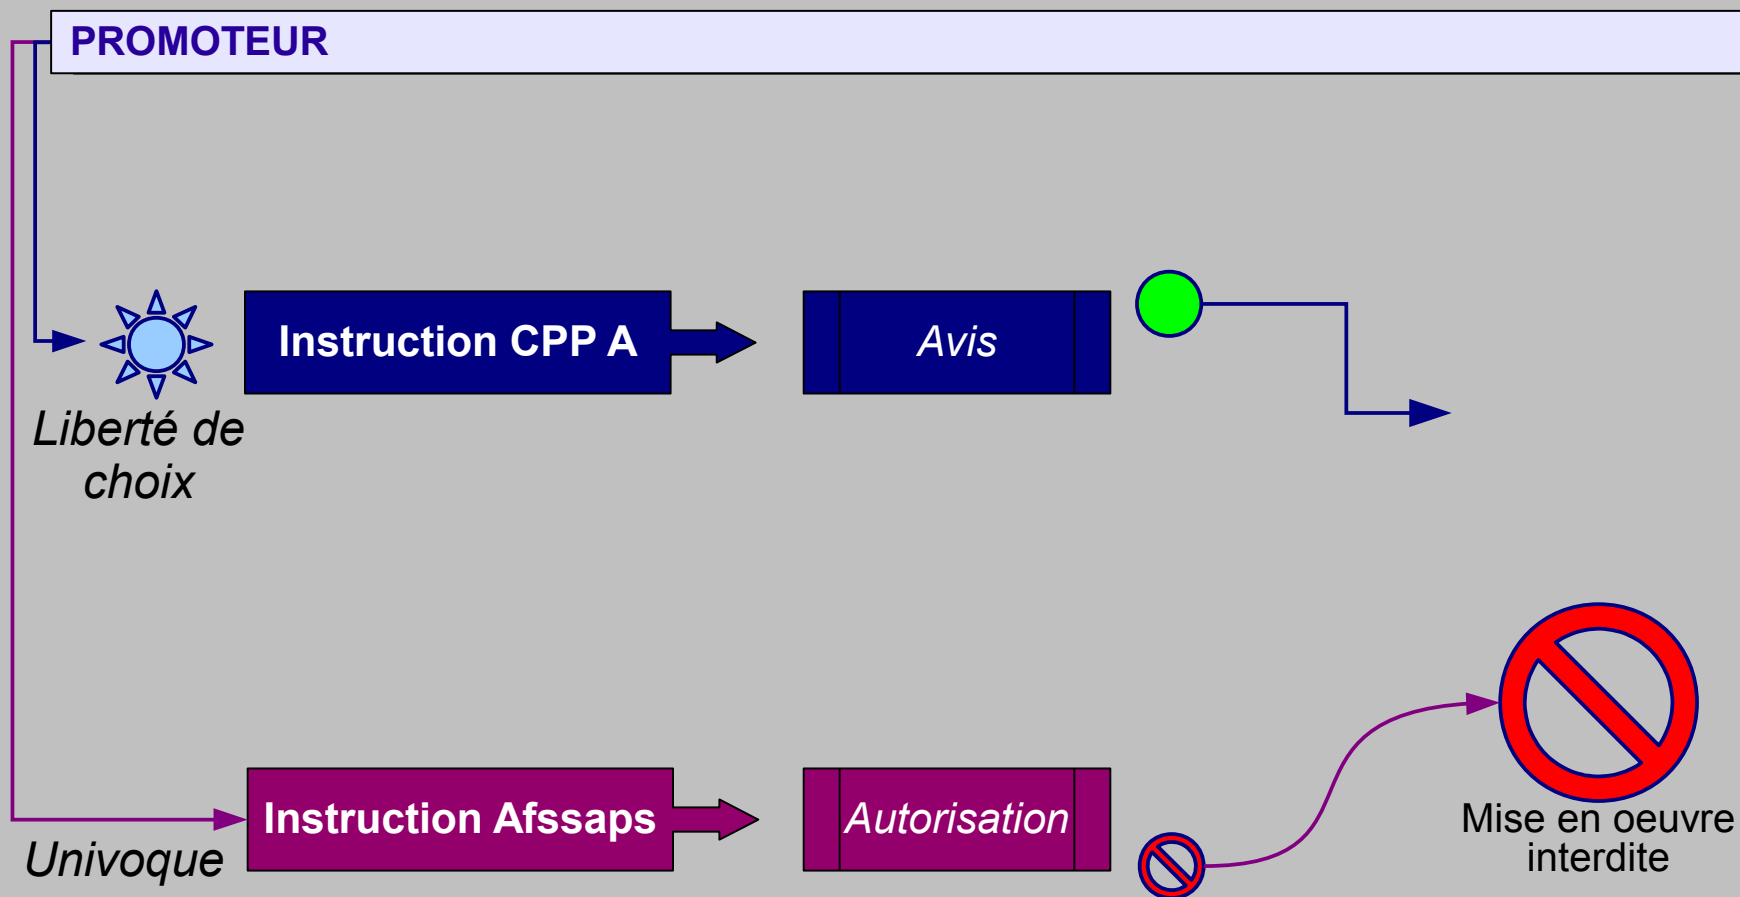 PROMOTEUR
Instruction CPP A
Avis
Liberté de
choix
Instruction Afssaps
Autorisation
Univoque
Mise en oeuvre
interdite